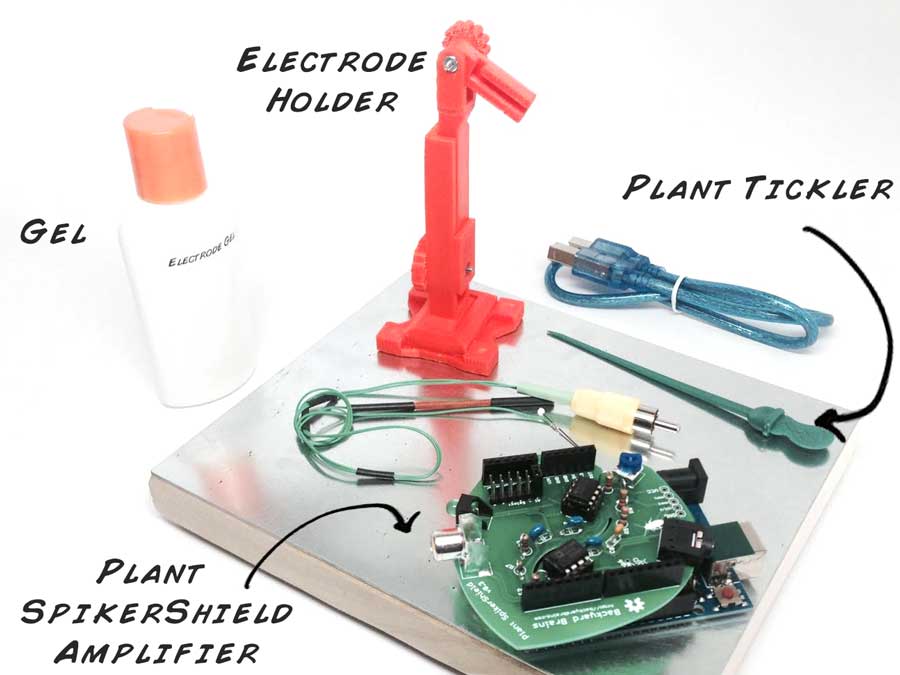 ELECTRODE
HOLDER
PLANT TICKLER
GEL
ELECTRODE GEL
PLANT
SPIKERSHIELD
AMPLIFIER
Plant SpikerShield
Backyard Brains